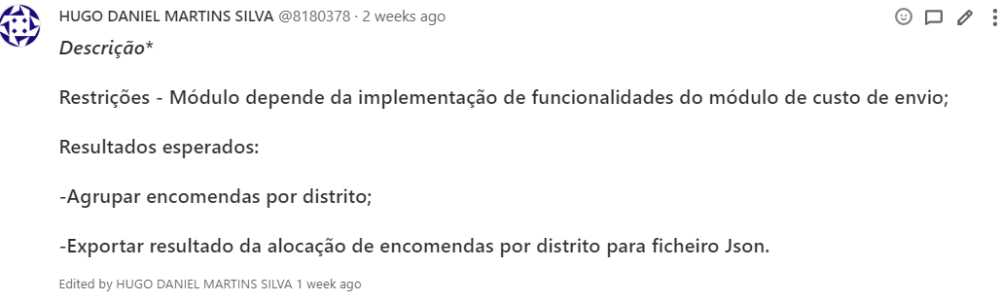 HUGO DANIEL MARTINS SILVA @8180378 · 2 weeks ago
Descrição*
Restrições - Módulo depende da implementação de funcionalidades do módulo de custo de envio;
Resultados esperados:
-Agrupar encomendas por distrito;
-Exportar resultado da alocação de encomendas por distrito para ficheiro Json.
Edited by HUGO DANIEL MARTINS SILVA 1 week ago